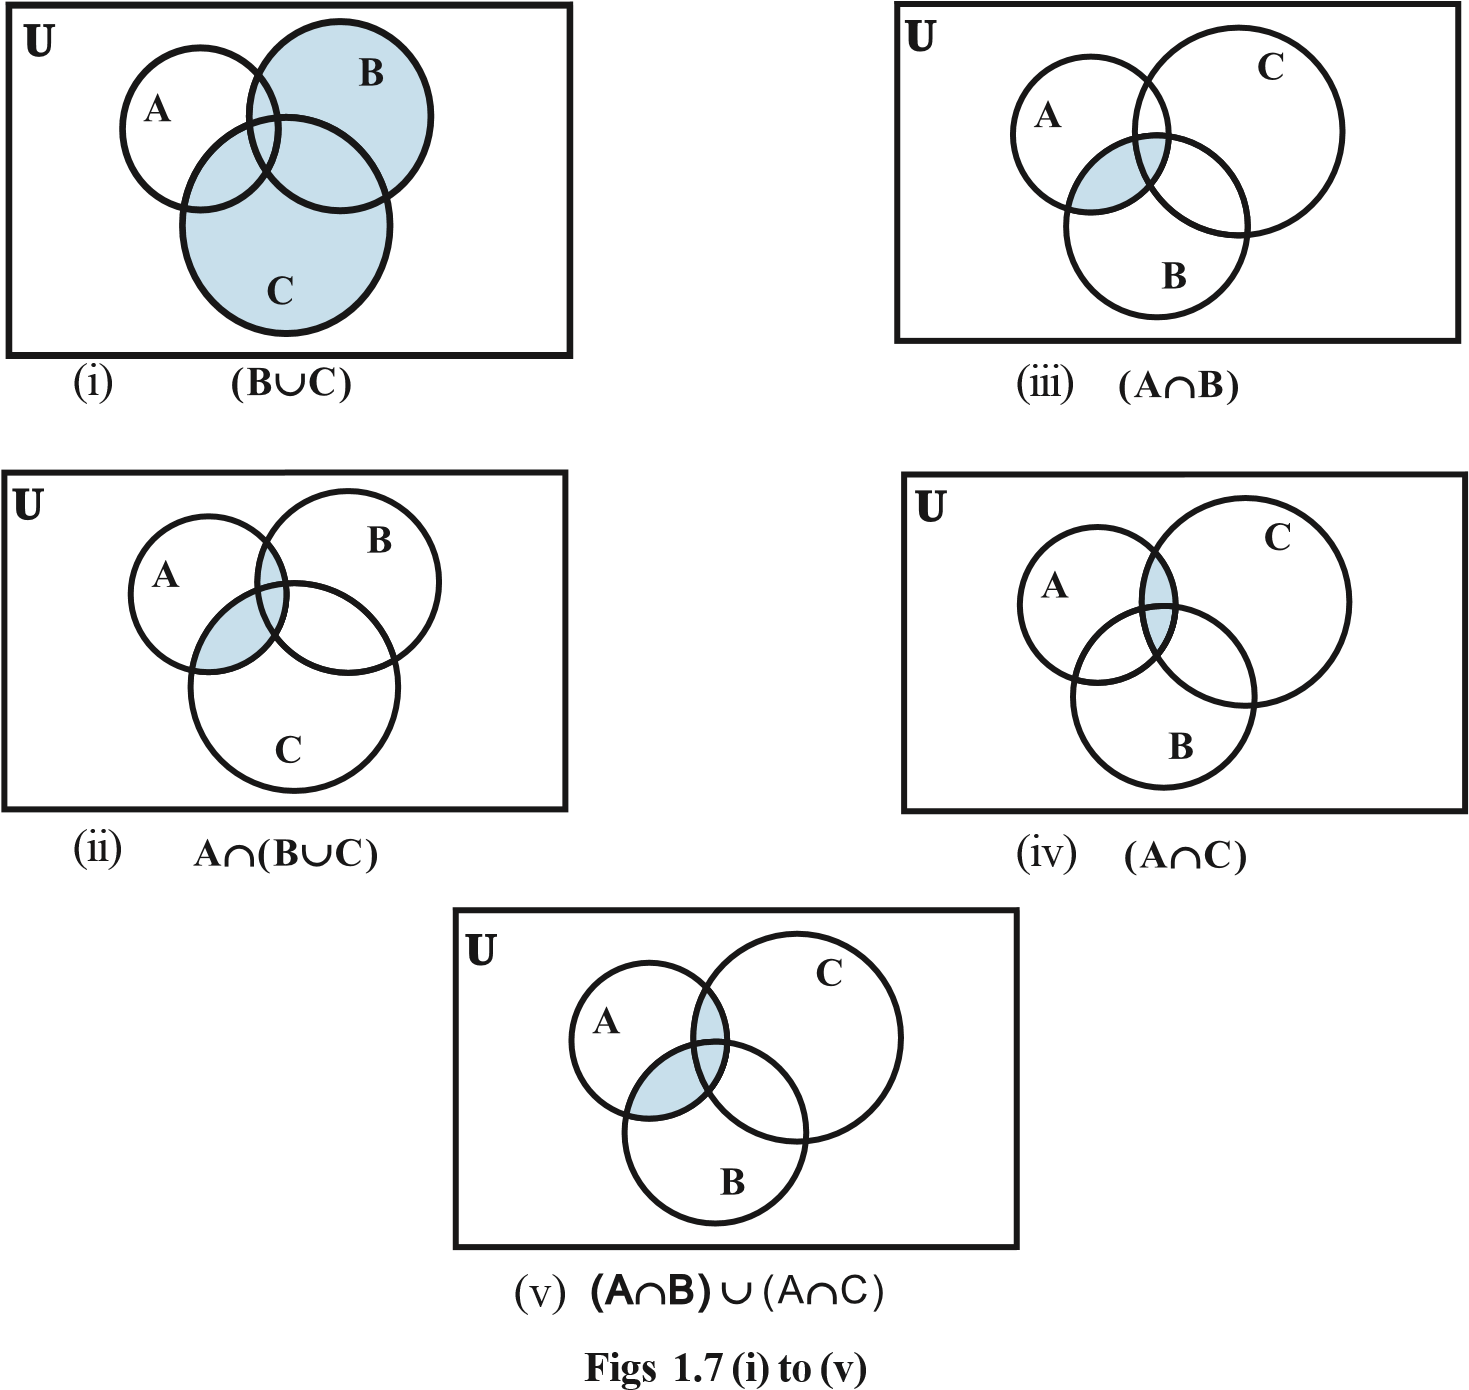 U
A
B
C
(i) (B∪C)
U
A
C
B
(iii) (A∩B)
U
A
B
C
(ii) A∩(B∪C)
U
A
C
B
(iv) (A∩C)
U
A
C
B
(v) (A∩B) ∪ (A∩C)
Figs 1.7 (i) to (v)